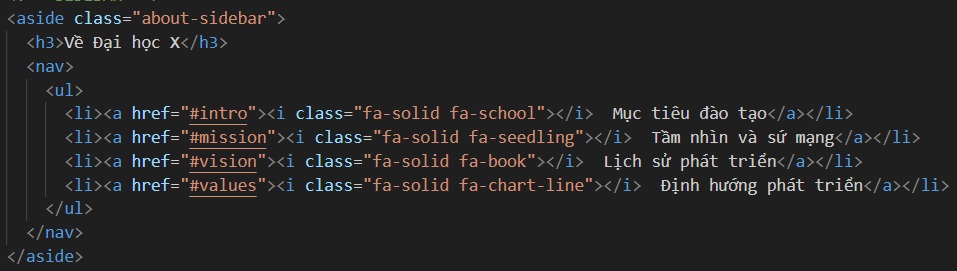 <aside class="about-sidebar">
  <h3>Về Đại học X</h3>
  <nav>
    <ul>
      <li><a href="#intro"><i class="fa-solid fa-school"></i>  Mục tiêu đào tạo</a></li>
      <li><a href="#mission"><i class="fa-solid fa-seedling"></i>  Tầm nhìn và sứ mạng</a></li>
      <li><a href="#vision"><i class="fa-solid fa-book"></i>  Lịch sử phát triển</a></li>
      <li><a href="#values"><i class="fa-solid fa-chart-line"></i>  Định hướng phát triển</a></li>
    </ul>
  </nav>
</aside>